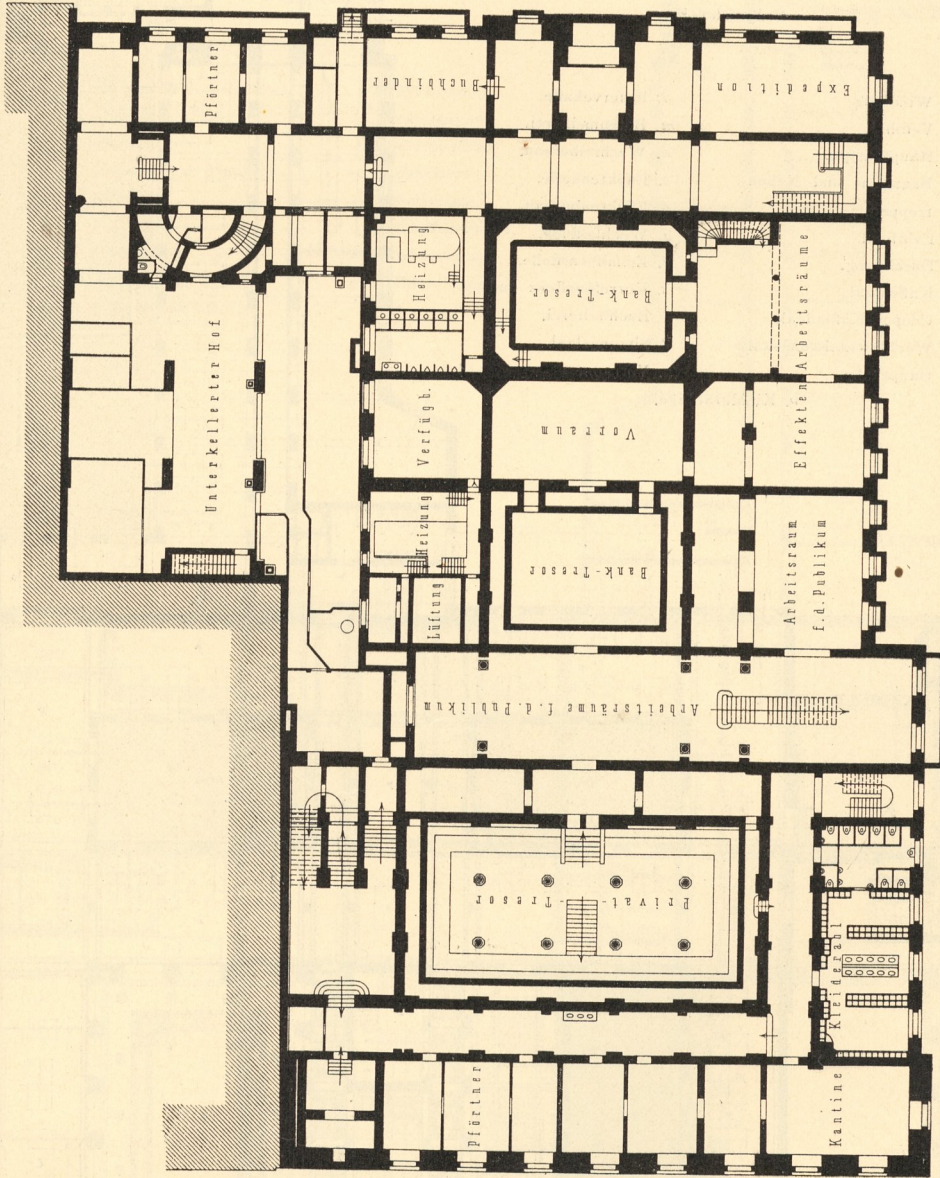 Pförtner
Buchbinder
Expedition
Heizung
Bank-Tresor
Effekten Arbeitsräume
Unterkellerter Hof
Verfügb.
Vorraum
Heizung
Lüftung
Bank-Tresor
Arbeitsraum
f.d.Publikum
Arbeitsräume f.d.Publikum
Privat-Tresor
Kleiderabl
Pförtner
Kantine